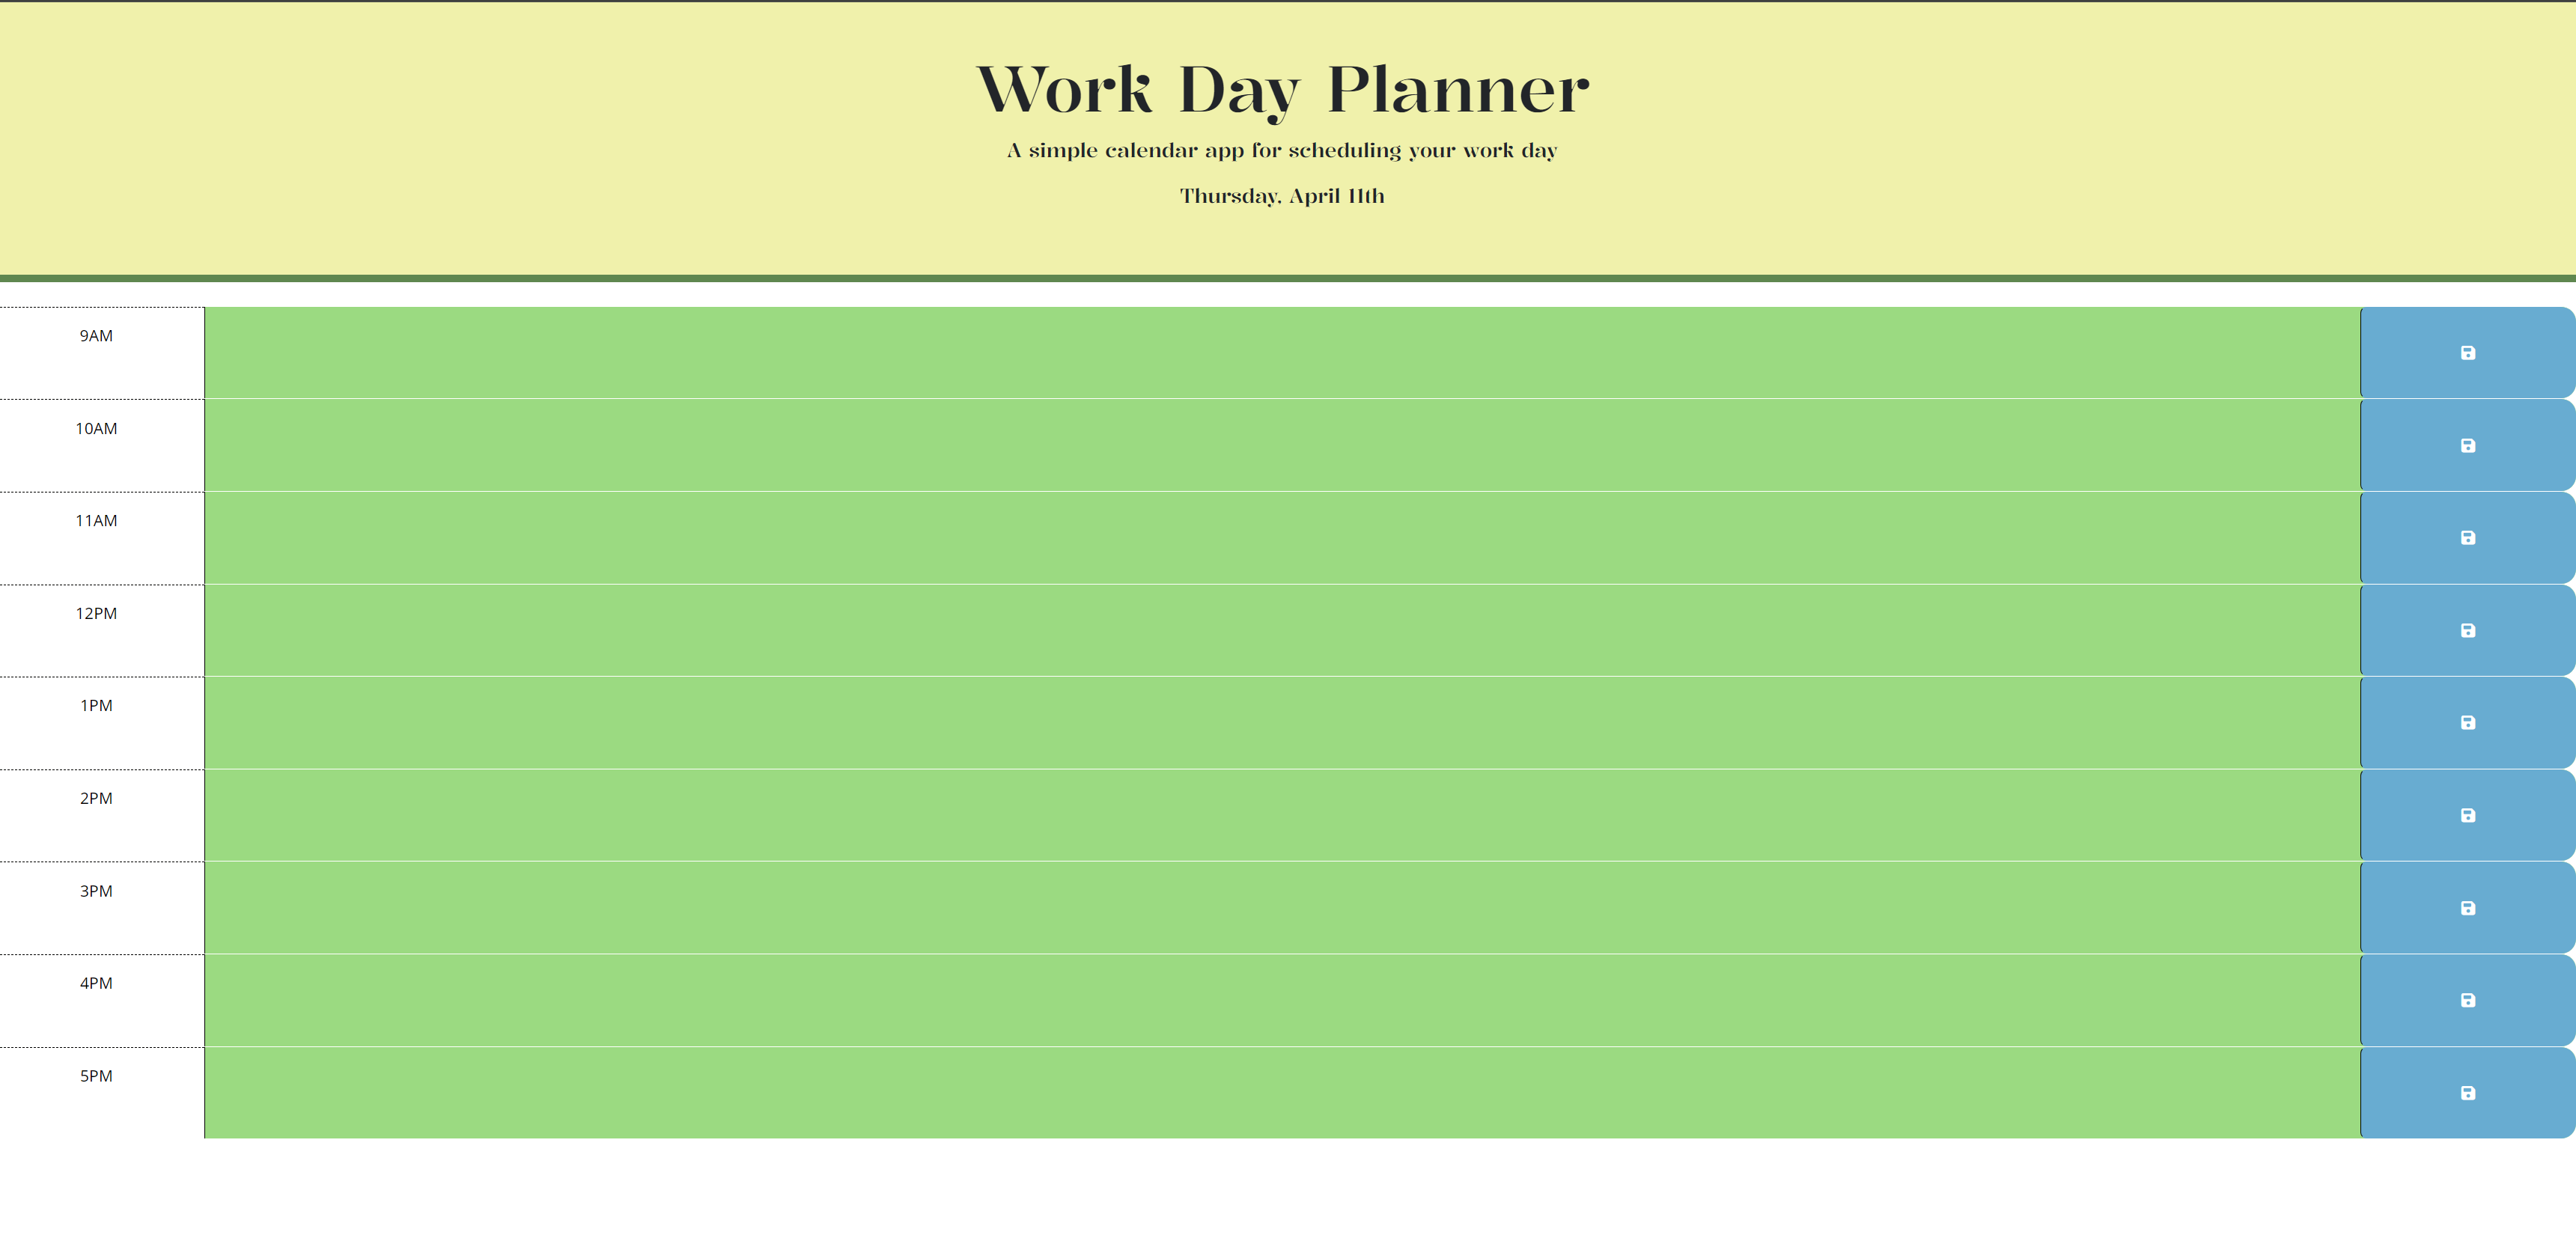 Work Day Planner
A simple calendar app for scheduling your work day
Thursday, April 11th
9AM
10AM
11AM
12PM
1PM
2PM
3PM
4PM
5PM